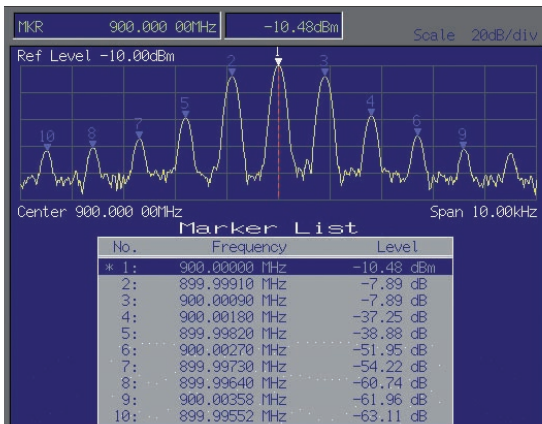 MKR 900.000 00MHz -10.48dBm Scale 20dB/div
Ref Level -10.00dBm
1
2 3
5 4
10 8 7 6 9
Center 900.000 00MHz Span 10.00kHz
Marker List
No. Frequency Level
* 1: 900.00000 MHz -10.48 dBm
2: 899.99910 MHz -7.89 dB
3: 900.00090 MHz -7.89 dB
4: 900.00180 MHz -37.25 dB
5: 899.99820 MHz -38.88 dB
6: 900.00270 MHz -51.95 dB
7: 899.99730 MHz -54.22 dB
8: 899.99640 MHz -60.74 dB
9: 900.00358 MHz -61.96 dB
10: 899.99552 MHz -63.11 dB